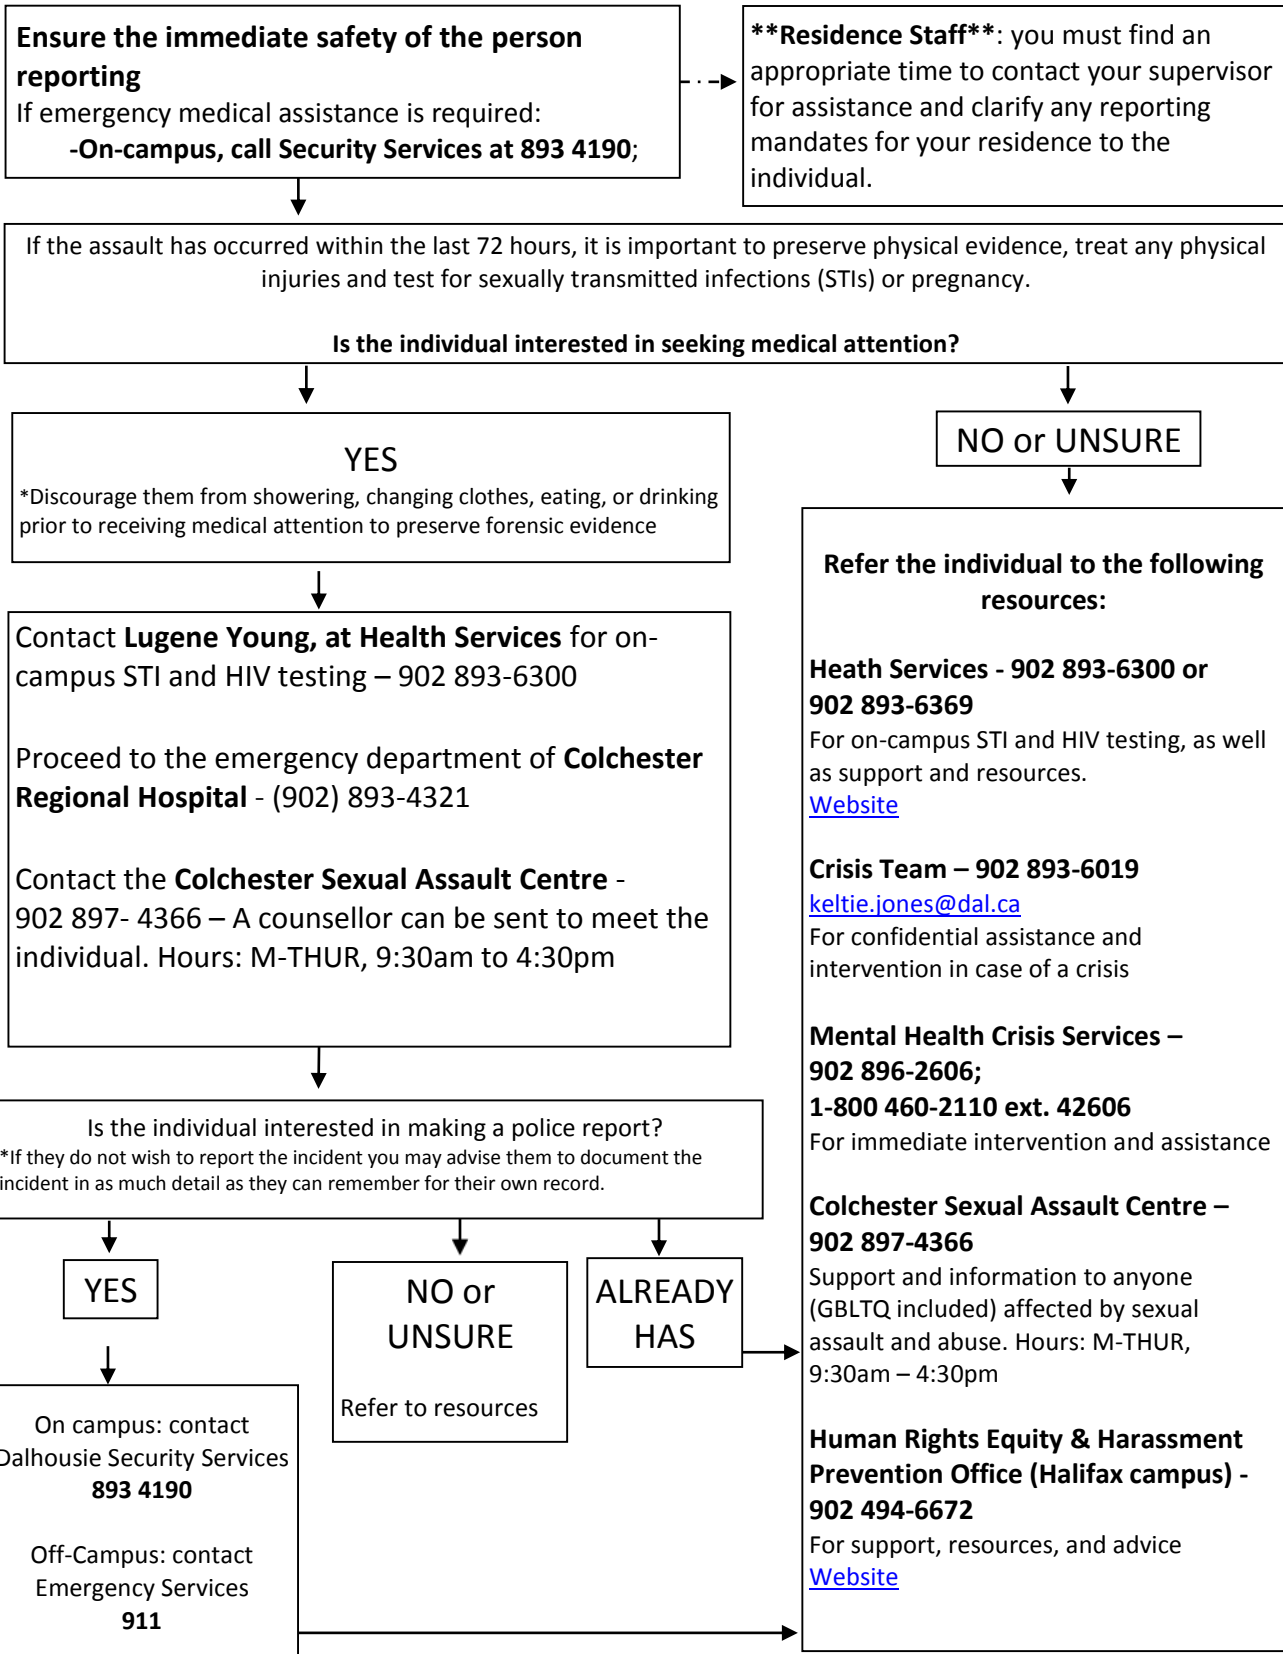 Ensure the immediate safety of the person
reporting
If emergency medical assistance is required:
-On-campus, call Security Services at 893 4190;
**Residence Staff**: you must find an
appropriate time to contact your supervisor
for assistance and clarify any reporting
mandates for your residence to the
individual.
If the assault has occurred within the last 72 hours, it is important to preserve physical evidence, treat any physical
injuries and test for sexually transmitted infections (STIs) or pregnancy.
Is the individual interested in seeking medical attention?
YES
*Discourage them from showering, changing clothes, eating, or drinking
prior to receiving medical attention to preserve forensic evidence
Contact Lugene Young, at Health Services for on-
campus STI and HIV testing – 902 893-6300
Proceed to the emergency department of Colchester
Regional Hospital - (902) 893-4321
Contact the Colchester Sexual Assault Centre -
902 897- 4366 – A counsellor can be sent to meet the
individual. Hours: M-THUR, 9:30am to 4:30pm
Is the individual interested in making a police report?
*If they do not wish to report the incident you may advise them to document the
incident in as much detail as they can remember for their own record.
YES
On campus: contact
Dalhousie Security Services
893 4190
Off-Campus: contact
Emergency Services
911
NO or
UNSURE
Refer to resources
ALREADY
HAS
NO or UNSURE
Refer the individual to the following
resources:
Heath Services - 902 893-6300 or
902 893-6369
For on-campus STI and HIV testing, as well
as support and resources.
Website
Crisis Team – 902 893-6019
keltie.jones@dal.ca
For confidential assistance and
intervention in case of a crisis
Mental Health Crisis Services –
902 896-2606;
1-800 460-2110 ext. 42606
For immediate intervention and assistance
Colchester Sexual Assault Centre –
902 897-4366
Support and information to anyone
(GBLTQ included) affected by sexual
assault and abuse. Hours: M-THUR,
9:30am – 4:30pm
Human Rights Equity & Harassment
Prevention Office (Halifax campus) -
902 494-6672
For support, resources, and advice
Website